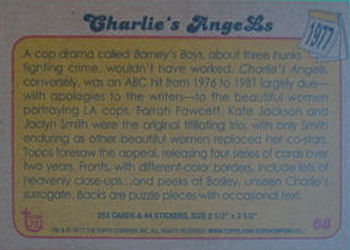 Charlie's Angels
1977
A cop drama called Barney's Boys, about three hunks
fighting crime, wouldn't have worked. Charlie's Angels
conversely, was an ABC hit from 1976 to 1981 largely due—
with apologies to the writers—to the beautiful women
portraying LA cops. Farrah Fawcett, Kate Jackson and
Jaclyn Smith were the original titillating trio, with only Smith
enduring as other beautiful women replaced her co-stars.
Topps foresaw the appeal, releasing four series of cards over
two years. Fronts, with different-color borders, include lots of
heavenly close-ups...and peeks at Bosley, unseen Charlie's
surrogate. Backs are puzzle pieces with occasional text.
253 CARDS & 44 STICKERS, SIZE 2 1/2" x 3 1/2"
68